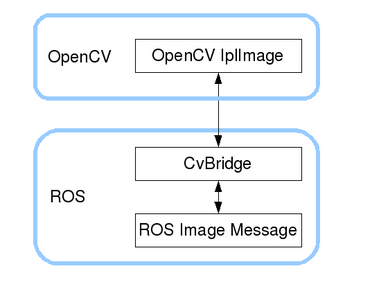 OpenCV
OpenCV IplImage
CvBridge
ROS
ROS Image Message